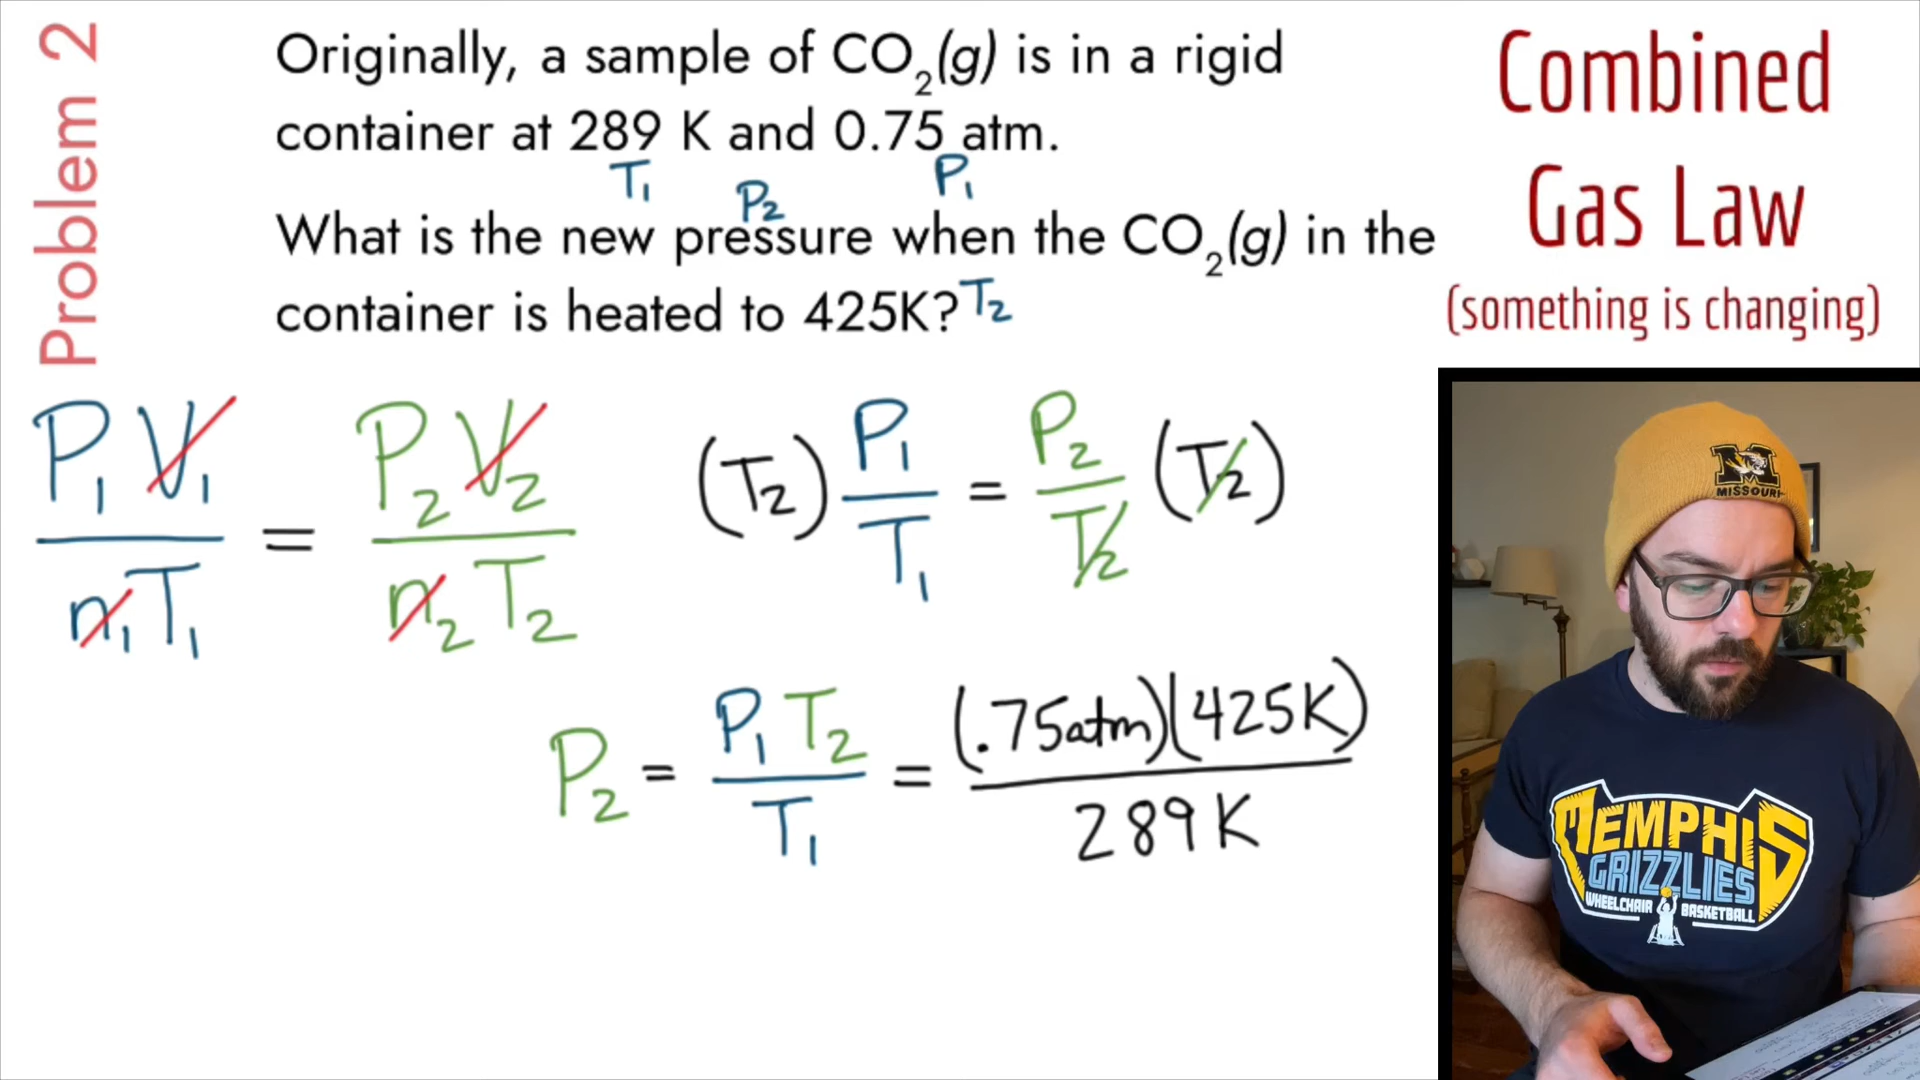 Problem 2
Originally, a sample of CO₂(g) is in a rigid
container at 289 K and 0.75 atm.
T₁ P₂ P₁
What is the new pressure when the CO₂(g) in the
container is heated to 425K? T₂
Combined
Gas Law
(something is changing)
P₁V₁ / n₁T₁ = P₂V₂ / n₂T₂
(T₂) P₁ / T₁ = P₂ / T₂ (T₂)
P₂ = P₁T₂ / T₁ = (.75atm)(425K) / 289K
MISSOURI
MEMPHIS
GRIZZLIES
WHEELCHAIR BASKETBALL